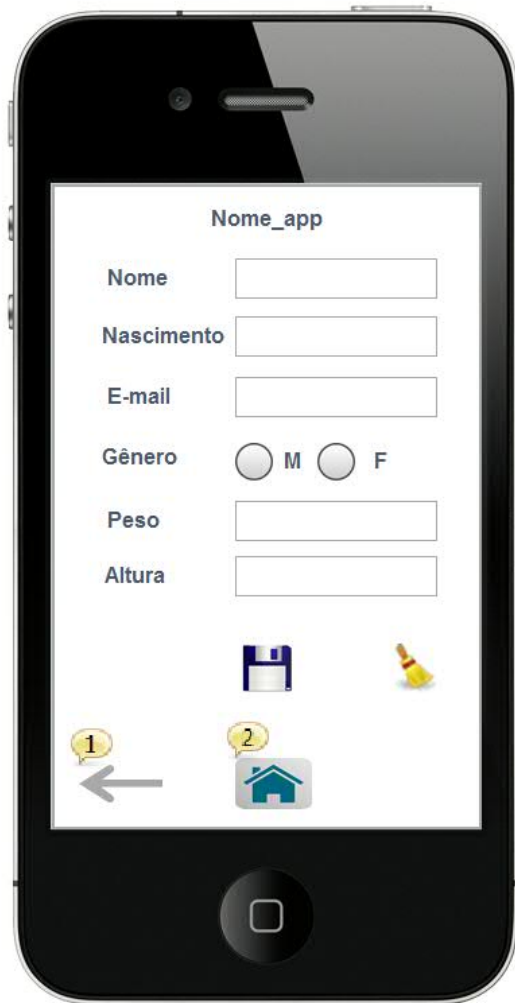 Nome_app
Nome
Nascimento
E-mail
Gênero M F
Peso
Altura
1 2